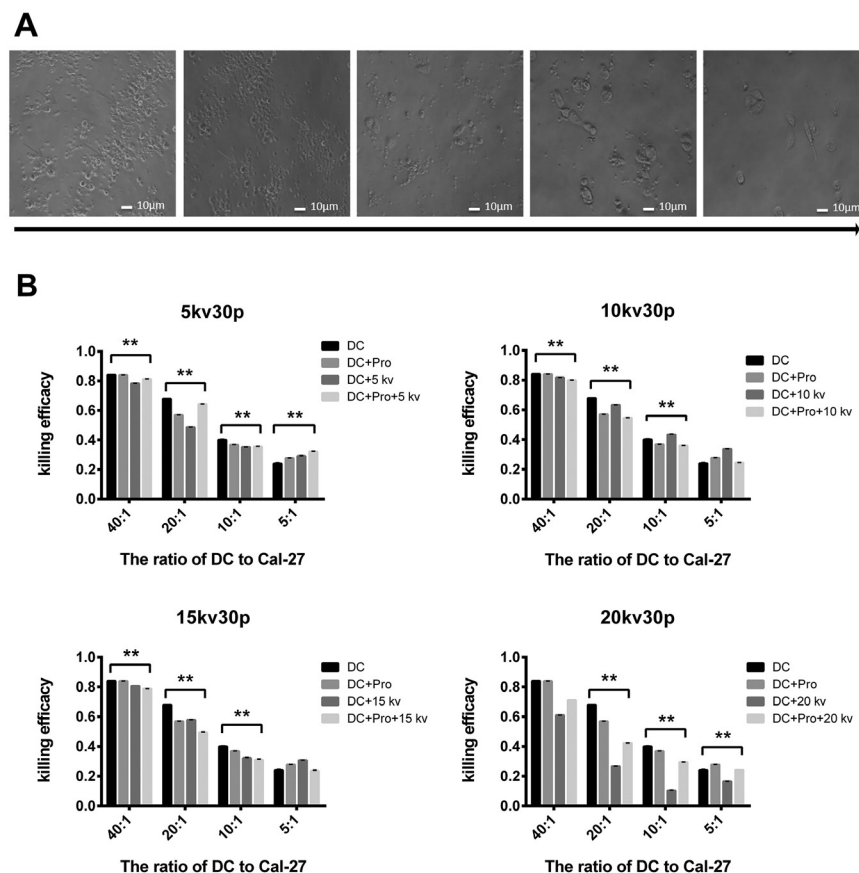 A
10μm
10μm
10μm
10μm
10μm
B
5kv30p
killing efficacy
1.0
0.8
0.6
0.4
0.2
0.0
**
**
**
**
40:1
20:1
10:1
5:1
The ratio of DC to Cal-27
DC
DC+Pro
DC+5 kv
DC+Pro+5 kv
10kv30p
killing efficacy
1.0
0.8
0.6
0.4
0.2
0.0
**
**
**
40:1
20:1
10:1
5:1
The ratio of DC to Cal-27
DC
DC+Pro
DC+10 kv
DC+Pro+10 kv
15kv30p
killing efficacy
1.0
0.8
0.6
0.4
0.2
0.0
**
**
**
40:1
20:1
10:1
5:1
The ratio of DC to Cal-27
DC
DC+Pro
DC+15 kv
DC+Pro+15 kv
20kv30p
killing efficacy
1.0
0.8
0.6
0.4
0.2
0.0
**
**
**
40:1
20:1
10:1
5:1
The ratio of DC to Cal-27
DC
DC+Pro
DC+20 kv
DC+Pro+20 kv